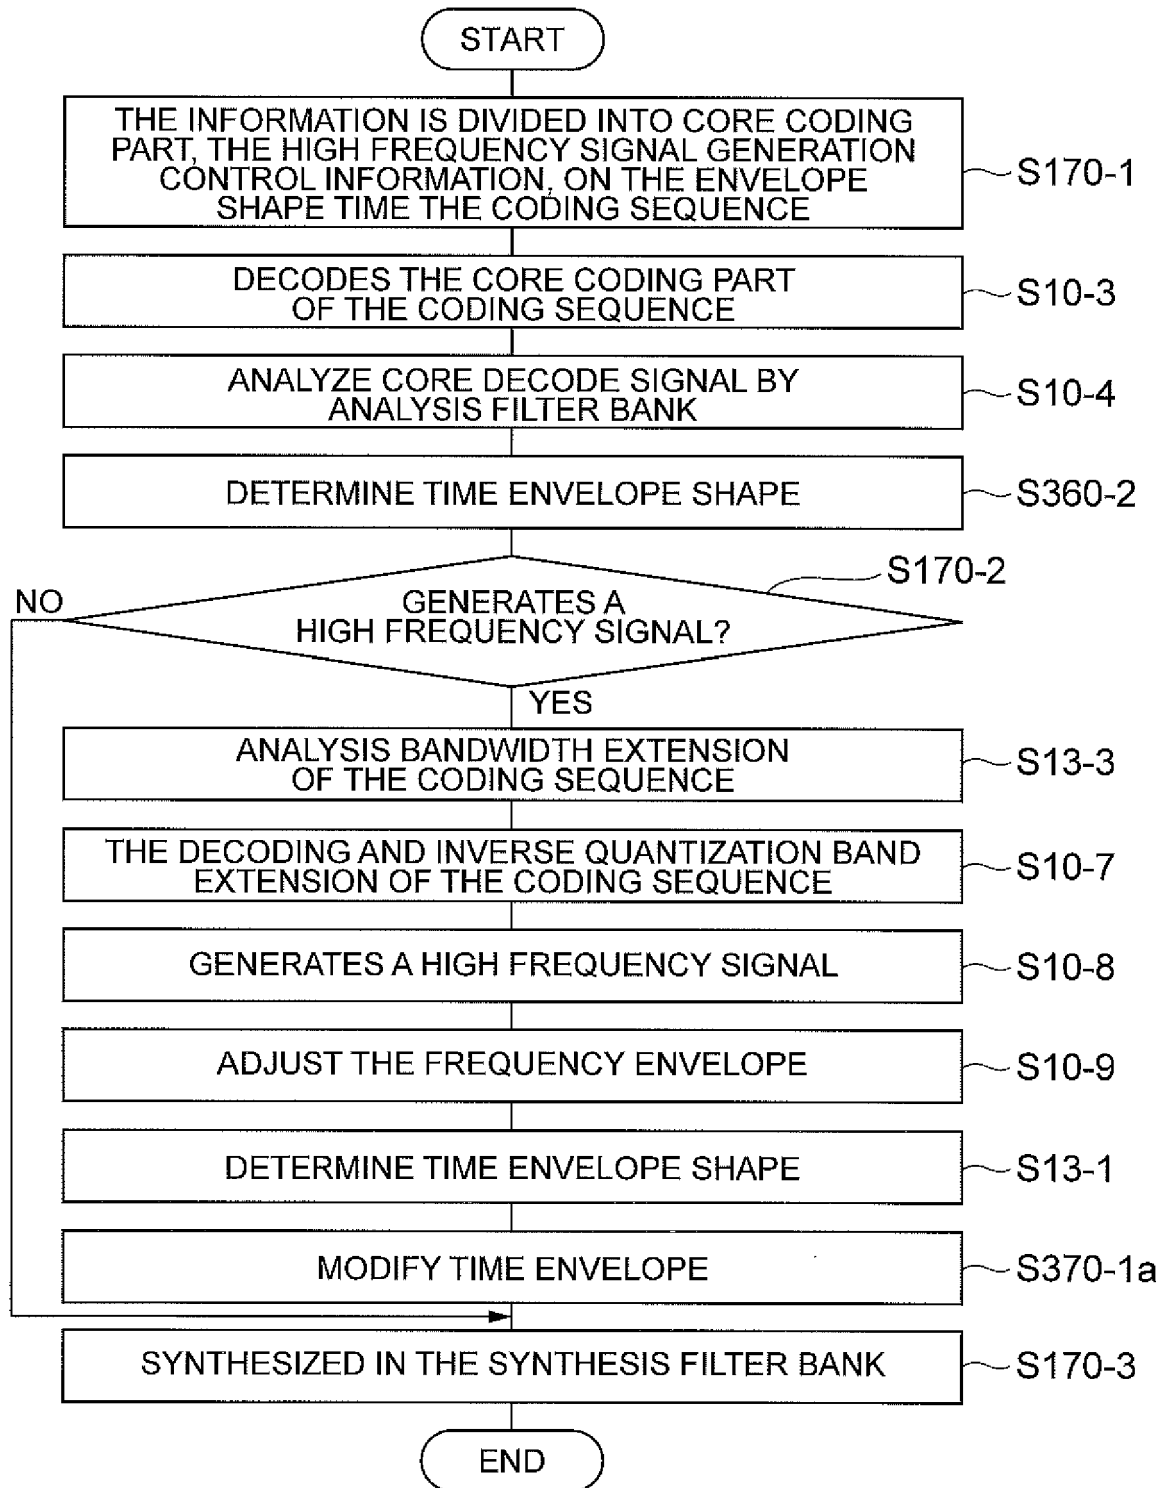 START
THE INFORMATION IS DIVIDED INTO CORE CODING
PART, THE HIGH FREQUENCY SIGNAL GENERATION
CONTROL INFORMATION, ON THE ENVELOPE
SHAPE TIME THE CODING SEQUENCE
S170-1
DECODES THE CORE CODING PART
OF THE CODING SEQUENCE
S10-3
ANALYZE CORE DECODE SIGNAL BY
ANALYSIS FILTER BANK
S10-4
DETERMINE TIME ENVELOPE SHAPE
S360-2
S170-2
NO
GENERATES A
HIGH FREQUENCY SIGNAL?
YES
ANALYSIS BANDWIDTH EXTENSION
OF THE CODING SEQUENCE
S13-3
THE DECODING AND INVERSE QUANTIZATION BAND
EXTENSION OF THE CODING SEQUENCE
S10-7
GENERATES A HIGH FREQUENCY SIGNAL
S10-8
ADJUST THE FREQUENCY ENVELOPE
S10-9
DETERMINE TIME ENVELOPE SHAPE
S13-1
MODIFY TIME ENVELOPE
S370-1a
SYNTHESIZED IN THE SYNTHESIS FILTER BANK
S170-3
END